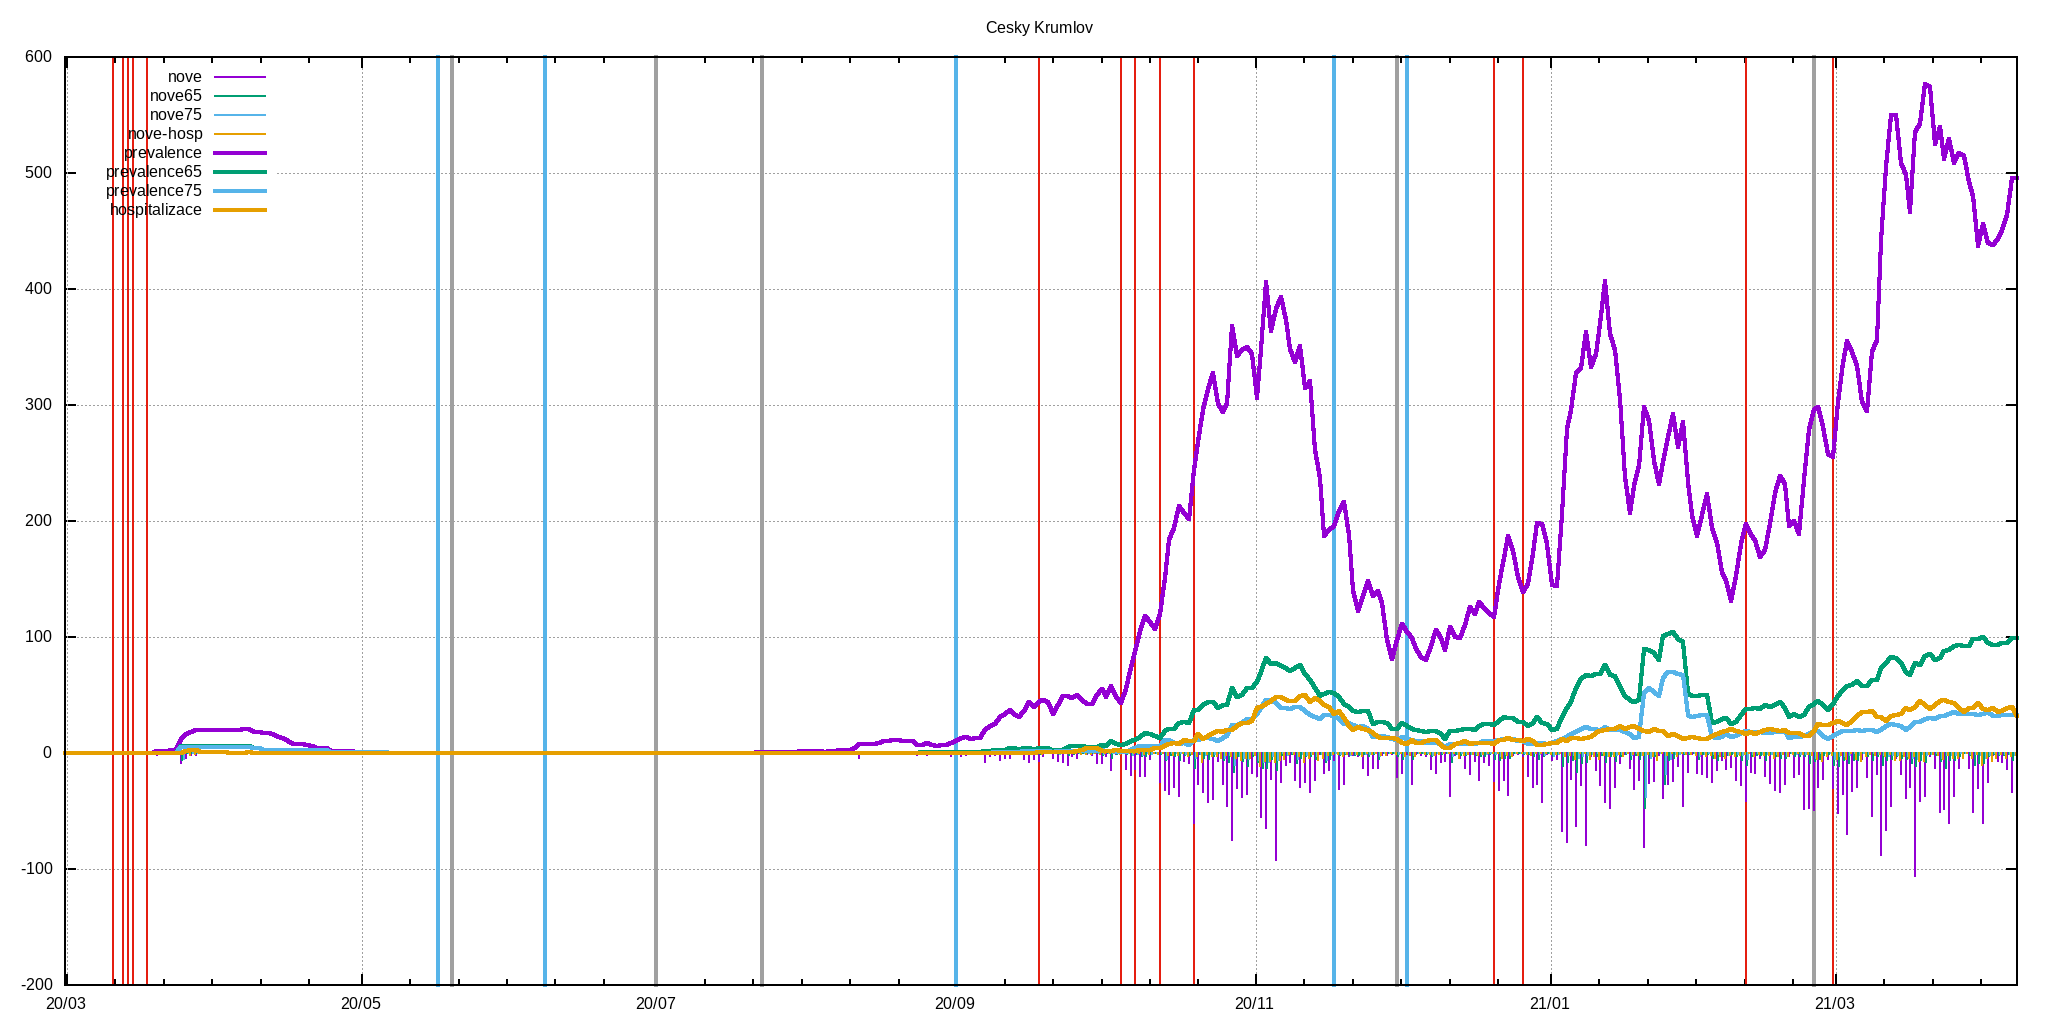 Cesky Krumlov
600
500
400
300
200
100
0
-100
-200
nove
nove65
nove75
nove-hosp
prevalence
prevalence65
prevalence75
hospitalizace
20/03 20/05 20/07 20/09 20/11 21/01 21/03